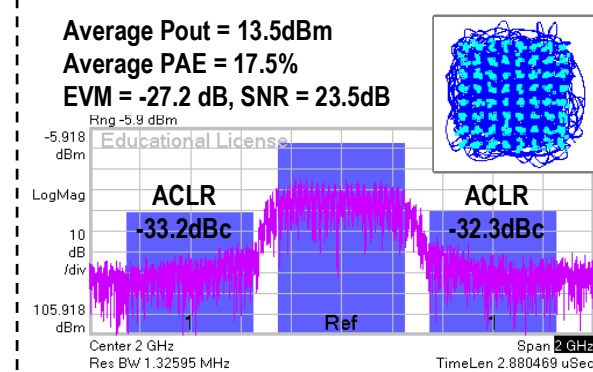 Average Pout = 13.5dBm
Average PAE = 17.5%
EVM = -27.2 dB, SNR = 23.5dB
Rng -5.9 dBm
-5.918
dBm
Educational License
LogMag
ACLR
-33.2dBc
ACLR
-32.3dBc
10
dB
/div
105.918
dBm
1
Ref
1
Center 2 GHz
Span 2 GHz
Res BW 1.32595 MHz
TimeLen 2.880469 uSec